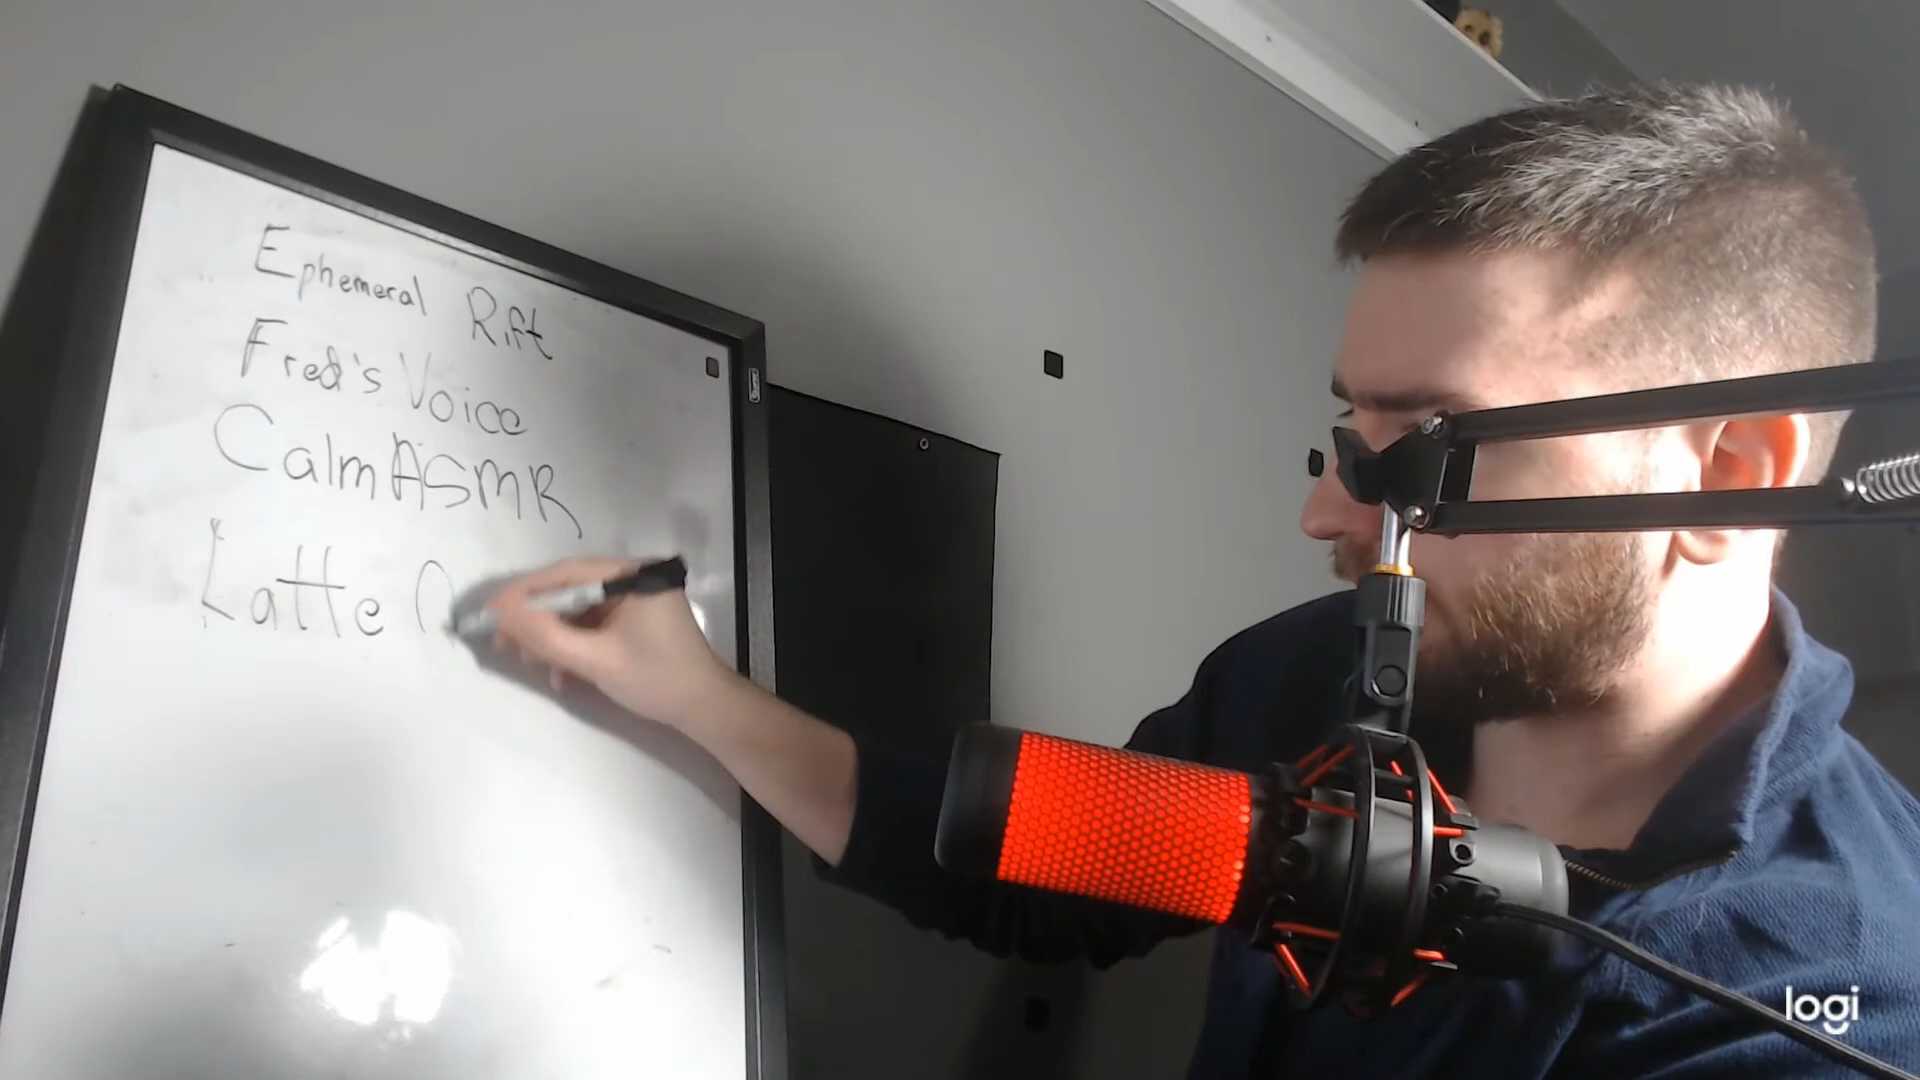 Ephemeral Rift
Fred's Voice
CalmASMR
Latte
logi